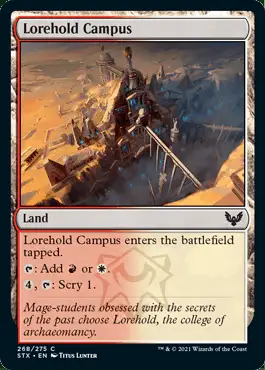 Lorehold Campus
Land
Lorehold Campus enters the battlefield
tapped.
: Add or .
4, : Scry 1.
Mage-students obsessed with the secrets
of the past choose Lorehold, the college of
archaeomancy.
268/275 C
STX • EN Titus Lunter
™ & © 2021 Wizards of the Coast